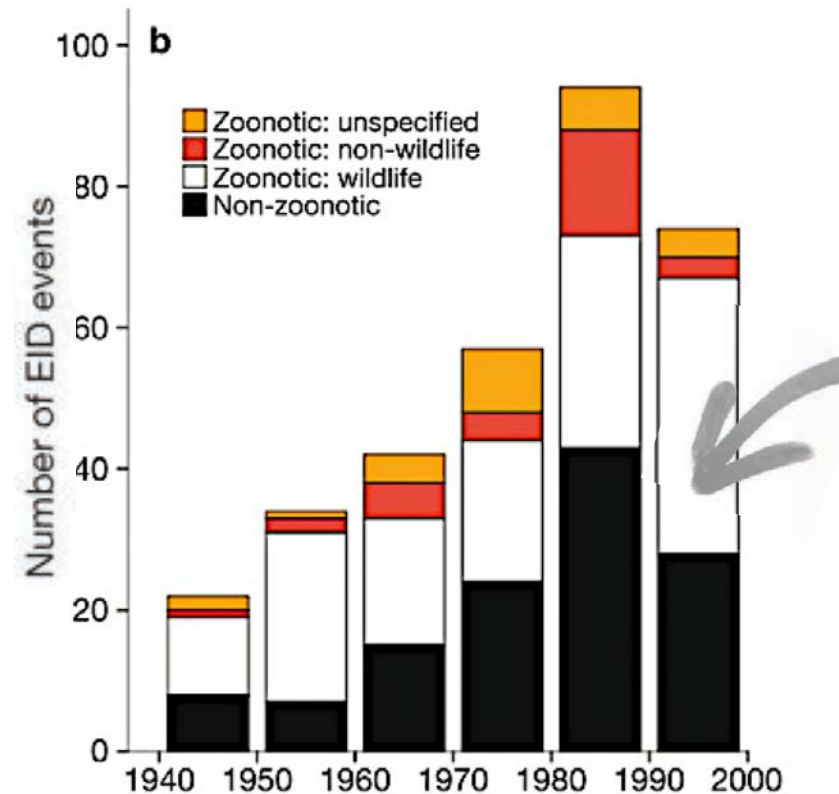 b
Zoonotic: unspecified
Zoonotic: non-wildlife
Zoonotic: wildlife
Non-zoonotic
Number of EID events
100
80
60
40
20
0
1940 1950 1960 1970 1980 1990 2000